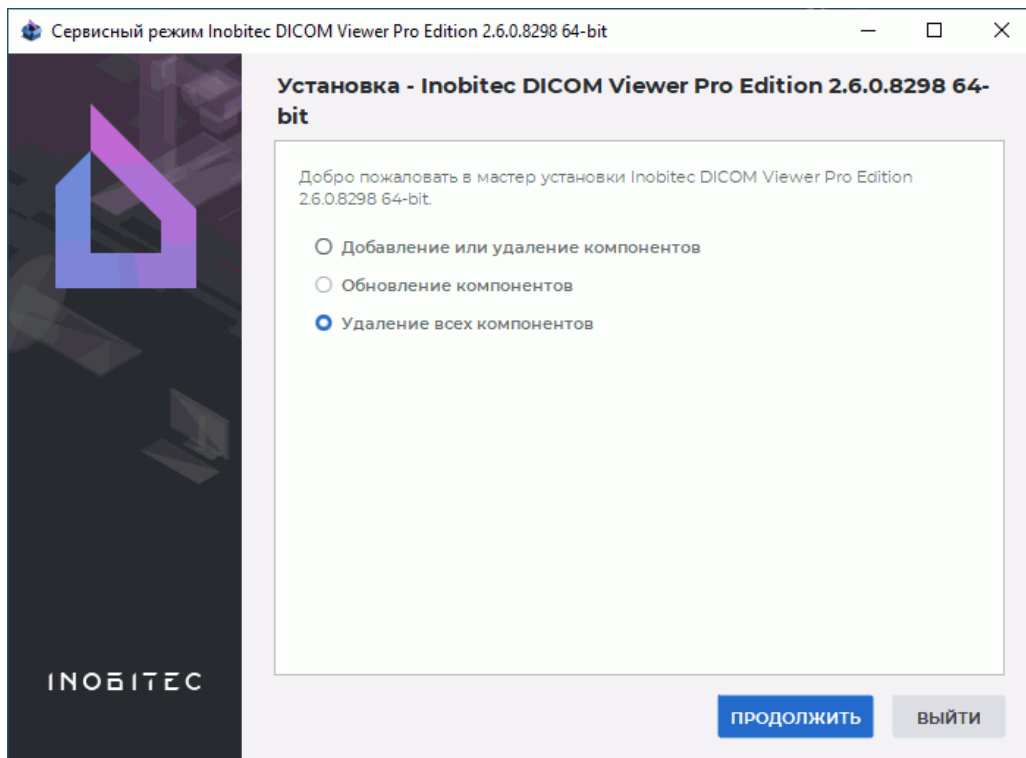 Сервисный режим Inobitec DICOM Viewer Pro Edition 2.6.0.8298 64-bit
Установка - Inobitec DICOM Viewer Pro Edition 2.6.0.8298 64-
bit
Добро пожаловать в мастер установки Inobitec DICOM Viewer Pro Edition
2.6.0.8298 64-bit.
Добавление или удаление компонентов
Обновление компонентов
Удаление всех компонентов
INOBITEC
ПРОДОЛЖИТЬ
ВЫЙТИ